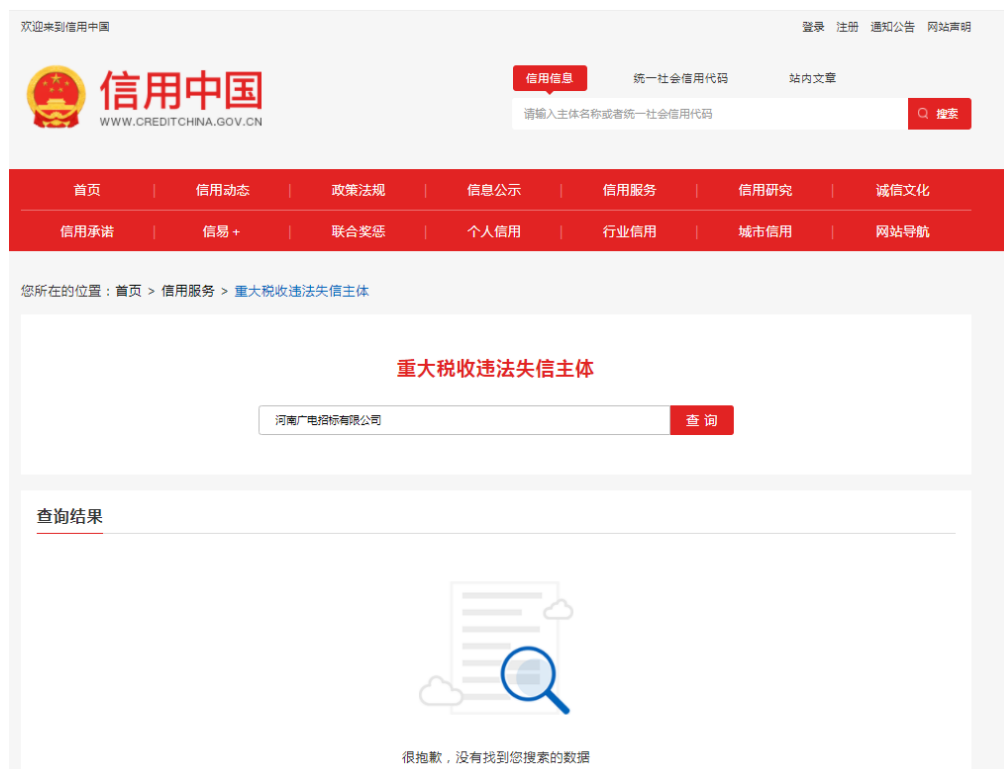 欢迎来到信用中国 登录 注册 通知公告 网站声明
信用中国
WWW.CREDITCHINA.GOV.CN
信用信息 统一社会信用代码 站内文章
请输入主体名称或者统一社会信用代码 搜索
首页 | 信用动态 | 政策法规 | 信息公示 | 信用服务 | 信用研究 | 诚信文化
信用承诺 | 信易+ | 联合奖惩 | 个人信用 | 行业信用 | 城市信用 | 网站导航
您所在的位置：首页 > 信用服务 > 重大税收违法失信主体
重大税收违法失信主体
河南广电招标有限公司 查询
查询结果
很抱歉，没有找到您搜索的数据